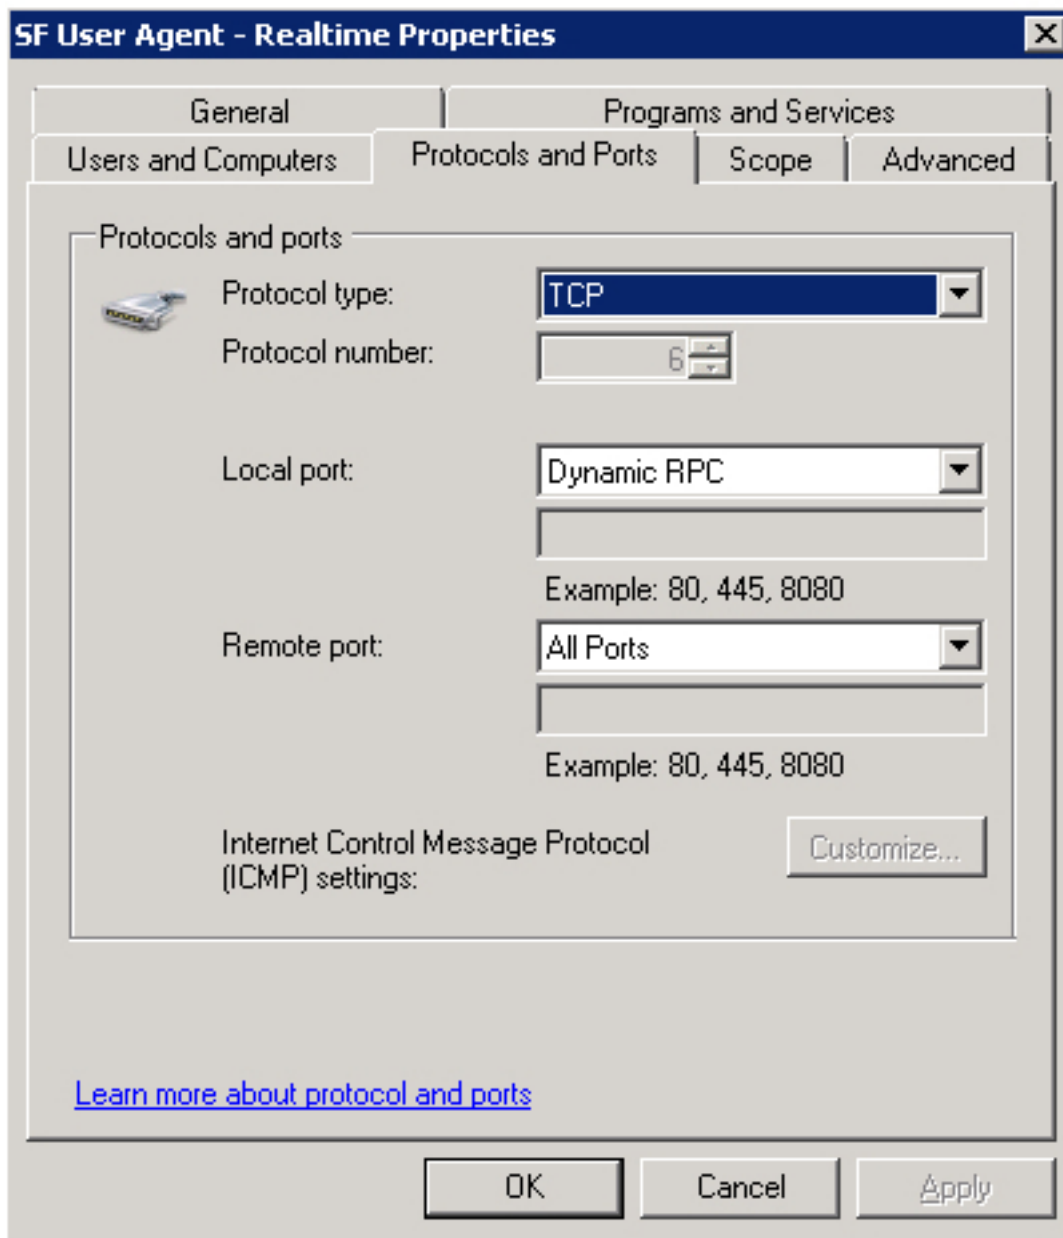 SF User Agent - Realtime Properties
General
Programs and Services
Users and Computers
Protocols and Ports
Scope
Advanced
Protocols and ports
Protocol type:
TCP
Protocol number:
6
Local port:
Dynamic RPC
Example: 80, 445, 8080
Remote port:
All Ports
Example: 80, 445, 8080
Internet Control Message Protocol
(ICMP) settings:
Customize...
Learn more about protocol and ports
OK
Cancel
Apply